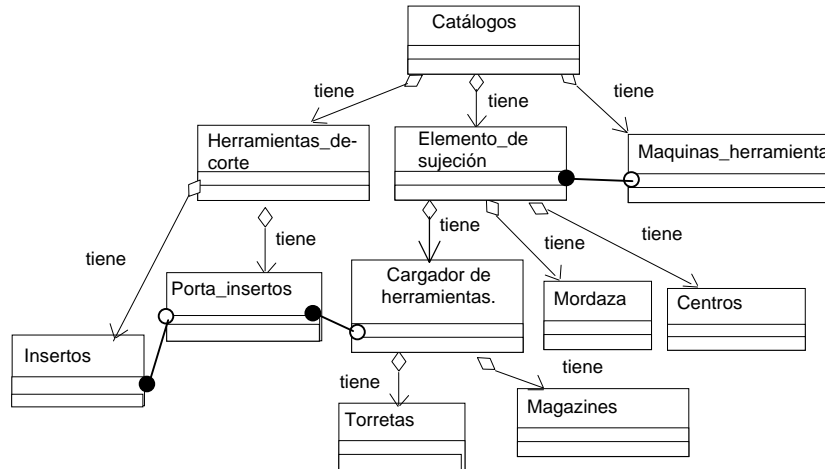 Catálogos
tiene
tiene
tiene
Herramientas_de-
corte
Elemento_de
sujeción
Maquinas_herramienta
tiene
tiene
tiene
tiene
tiene
Porta_insertos
Cargador de
herramientas.
Mordaza
Centros
Insertos
tiene
tiene
Torretas
Magazines